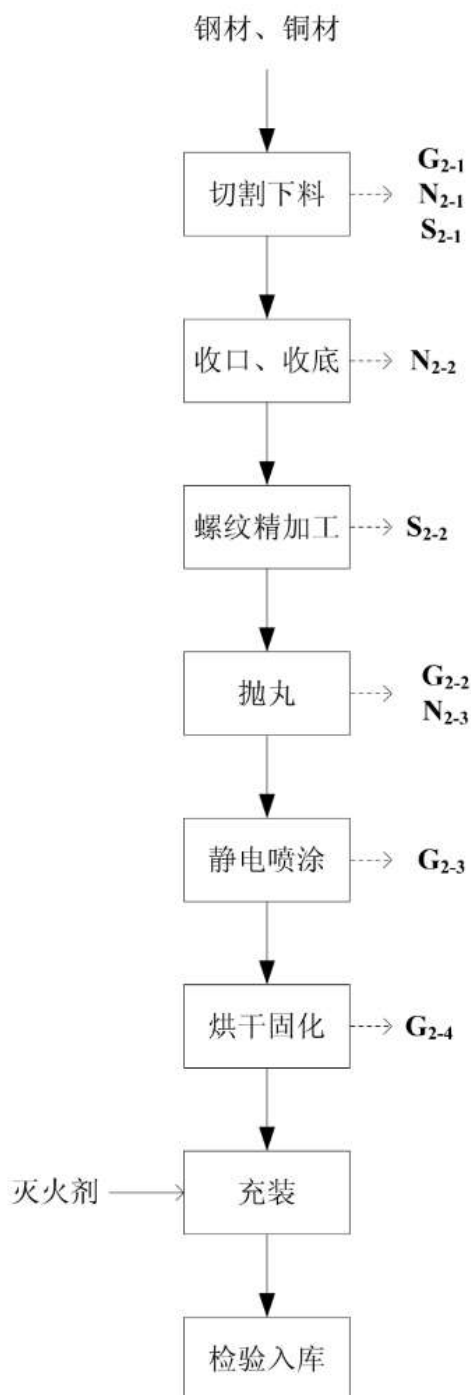 钢材、铜材
G2-1
切割下料
N2-1
S2-1
收口、收底
N2-2
螺纹精加工
S2-2
G2-2
抛丸
N2-3
静电喷涂
G2-3
烘干固化
G2-4
灭火剂
充装
检验入库